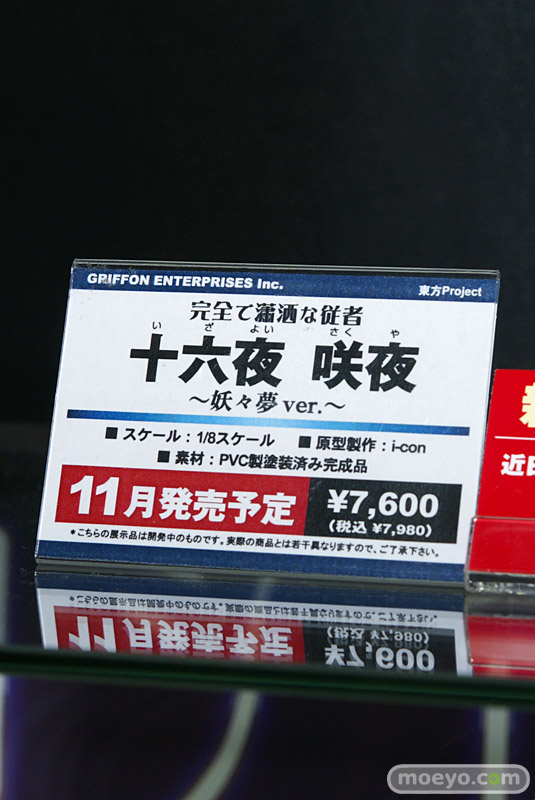 GRIFFON ENTERPRISES Inc.
東方Project
完全で瀟洒な従者
いざよい さくや
十六夜 咲夜
～妖々夢 ver.～
■ スケール：1/8スケール ■ 原型製作：i-con
■ 素材：PVC製塗装済み完成品
11月発売予定
¥7,600
(税込 ¥7,980)
＊こちらの展示品は開発中のものです。実際の商品とは若干異なりますので、ご了承下さい。
近日
moeyo.com